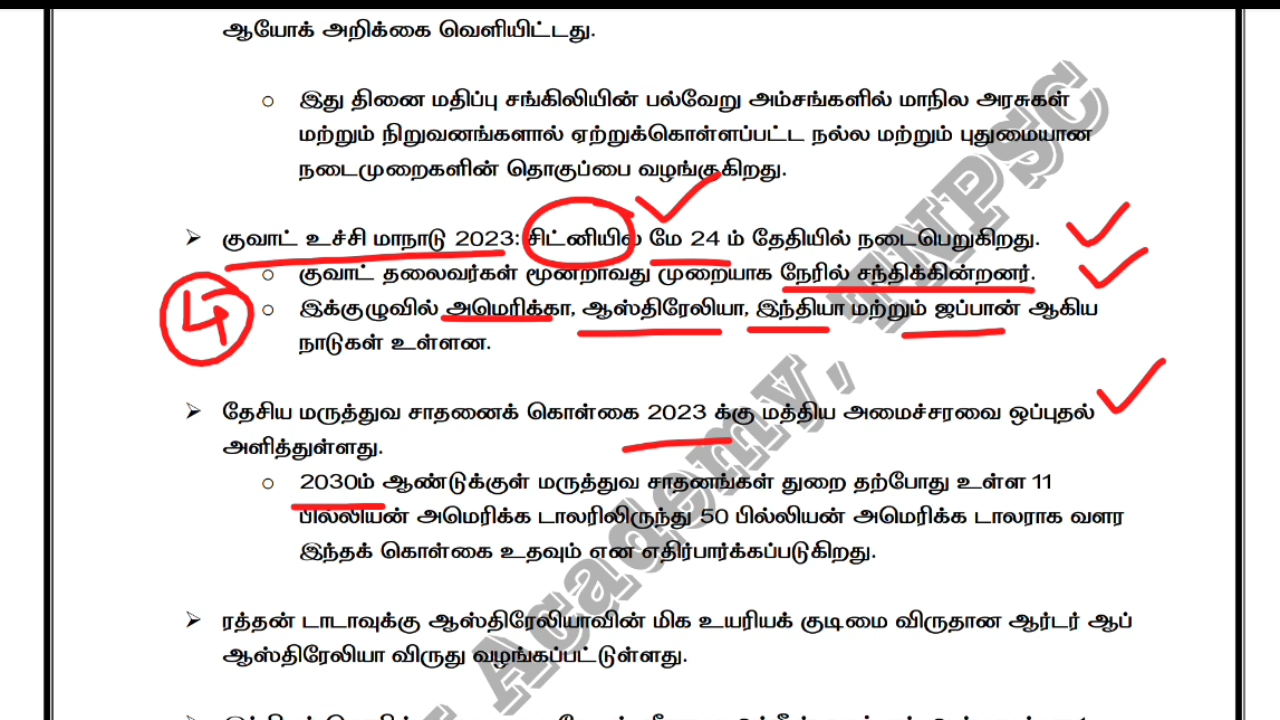 ஆயோக் அறிக்கை வெளியிட்டது.
○ இது தினை மதிப்பு சங்கிலியின் பல்வேறு அம்சங்களில் மாநில அரசுகள்
மற்றும் நிறுவனங்களால் ஏற்றுக்கொள்ளப்பட்ட நல்ல மற்றும் புதுமையான
நடைமுறைகளின் தொகுப்பை வழங்குகிறது.
➢ குவாட் உச்சி மாநாடு 2023: சிட்னியில் மே 24 ம் தேதியில் நடைபெறுகிறது.
○ குவாட் தலைவர்கள் மூன்றாவது முறையாக நேரில் சந்திக்கின்றனர்.
4
○ இக்குழுவில் அமெரிக்கா, ஆஸ்திரேலியா, இந்தியா மற்றும் ஜப்பான் ஆகிய
நாடுகள் உள்ளன.
➢ தேசிய மருத்துவ சாதனைக் கொள்கை 2023 க்கு மத்திய அமைச்சரவை ஒப்புதல்
அளித்துள்ளது.
○ 2030ம் ஆண்டுக்குள் மருத்துவ சாதனங்கள் துறை தற்போது உள்ள 11
பில்லியன் அமெரிக்க டாலரிலிருந்து 50 பில்லியன் அமெரிக்க டாலராக வளர
இந்தக் கொள்கை உதவும் என எதிர்பார்க்கப்படுகிறது.
➢ ரத்தன் டாடாவுக்கு ஆஸ்திரேலியாவின் மிக உயரியக் குடிமை விருதான ஆர்டர் ஆப்
ஆஸ்திரேலியா விருது வழங்கப்பட்டுள்ளது.
Academy, TNPSC